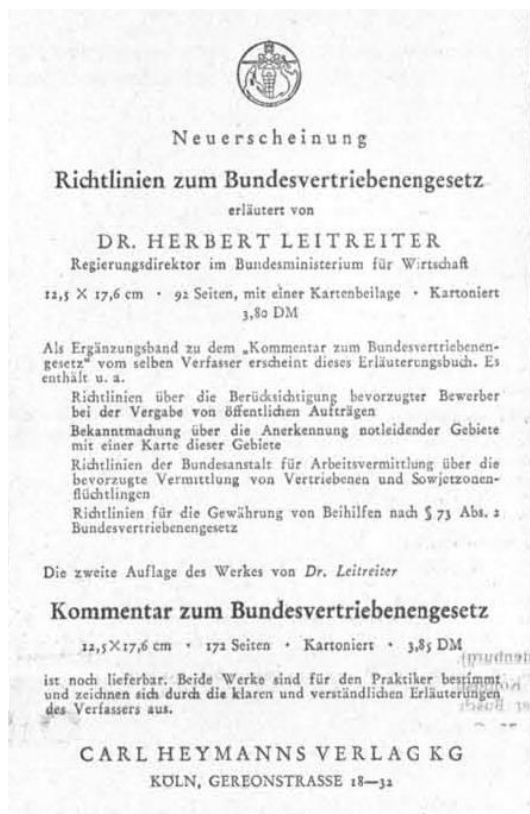 Neuerscheinung
Richtlinien zum Bundesvertriebenengesetz
erläutert von
DR. HERBERT LEITREITER
Regierungsdirektor im Bundesministerium für Wirtschaft
12,5 X 17,6 cm · 92 Seiten, mit einer Kartenbeilage · Kartoniert
3,80 DM
Als Ergänzungsband zu dem „Kommentar zum Bundesvertriebenen-
gesetz“ vom selben Verfasser erscheint dieses Erläuterungsbuch. Es
enthält u. a.
Richtlinien über die Berücksichtigung bevorzugter Bewerber
bei der Vergabe von öffentlichen Aufträgen
Bekanntmachung über die Anerkennung notleidender Gebiete
mit einer Karte dieser Gebiete
Richtlinien der Bundesanstalt für Arbeitsvermittlung über die
bevorzugte Vermittlung von Vertriebenen und Sowjetzonen-
flüchtlingen
Richtlinien für die Gewährung von Beihilfen nach § 73 Abs. 2
Bundesvertriebenengesetz
Die zweite Auflage des Werkes von Dr. Leitreiter
Kommentar zum Bundesvertriebenengesetz
12,5×17,6 cm · 172 Seiten · Kartoniert · 3,85 DM
ist noch lieferbar. Beide Werke sind für den Praktiker bestimmt
und zeichnen sich durch die klaren und verständlichen Erläuterungen
des Verfassers aus.
CARL HEYMANNS VERLAG KG
KÖLN, GEREONSTRASSE 18—32